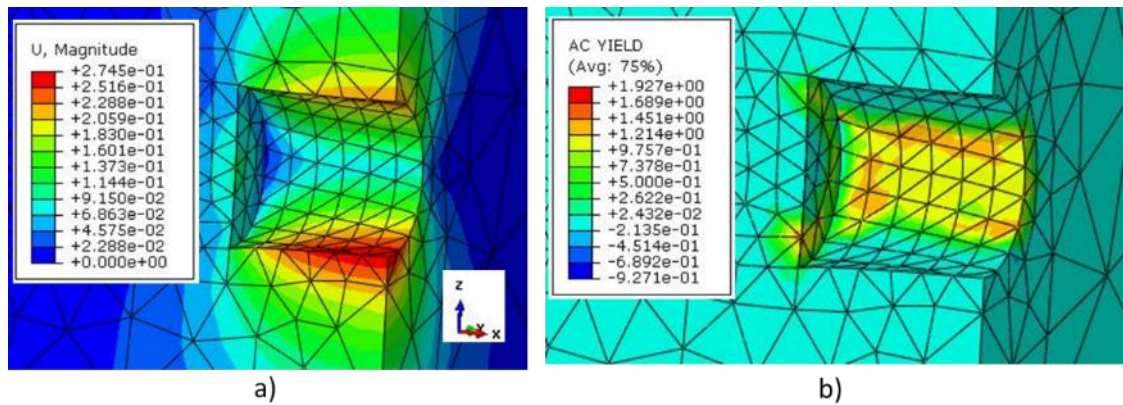 U, Magnitude
+2.745e-01
+2.516e-01
+2.288e-01
+2.059e-01
+1.830e-01
+1.601e-01
+1.373e-01
+1.144e-01
+9.150e-02
+6.863e-02
+4.575e-02
+2.288e-02
+0.000e+00
Z
Y
X
a)
AC YIELD
(Avg: 75%)
+1.927e+00
+1.689e+00
+1.451e+00
+1.214e+00
+9.757e-01
+7.378e-01
+5.000e-01
+2.622e-01
+2.432e-02
-2.135e-01
-4.514e-01
-6.892e-01
-9.271e-01
b)